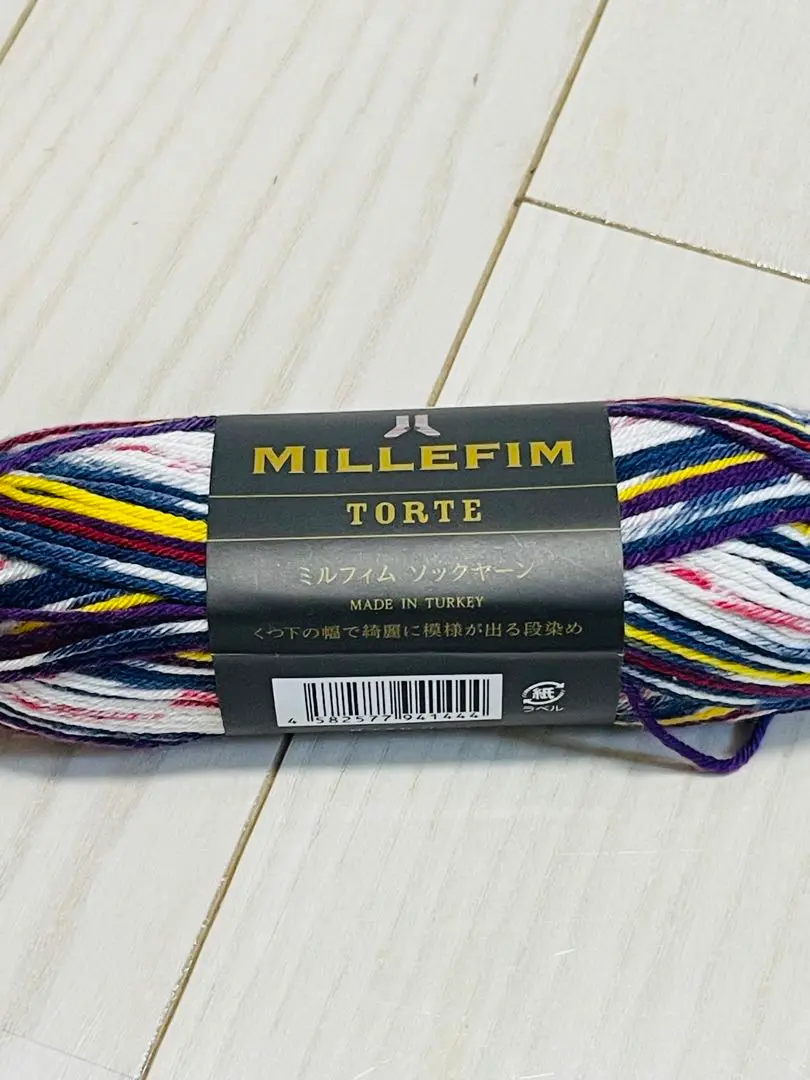 MILLEFIM
TORTE
ミルフィム ソックヤーン
MADE IN TURKEY
くつ下の幅で綺麗に模様が出る段染め
4 582577 941444
紙
ラベル